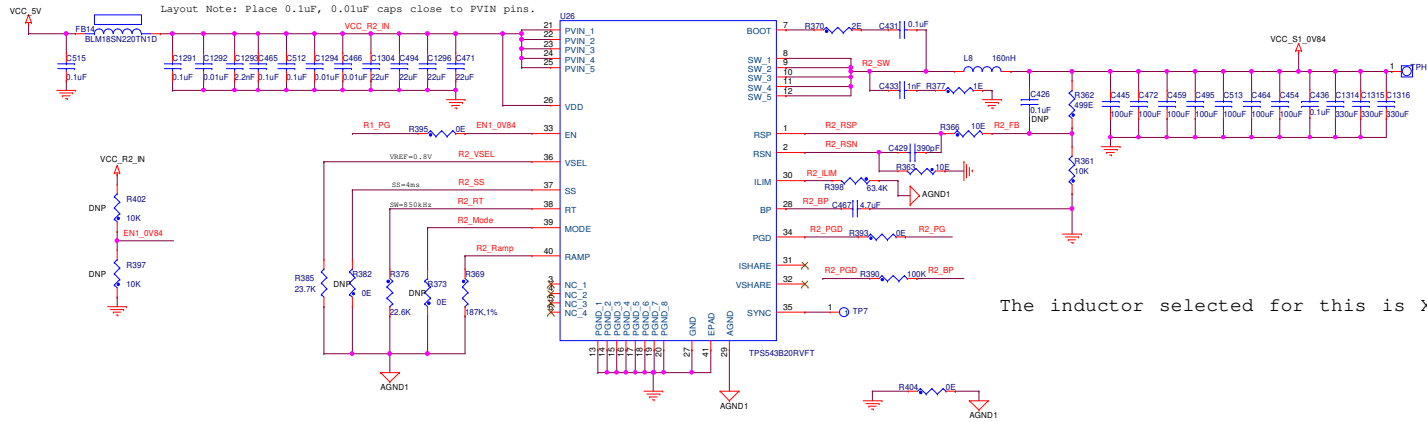 Layout Note: Place 0.1uF, 0.01uF caps close to PVIN pins.
VCC_5V
FB14
BLM18SN220TN1D
VCC_R2_IN
C515
0.1uF
C1291
0.1uF
C1292
0.01uF
C1293
2.2nF
C465
0.1uF
C512
0.1uF
C1294
0.01uF
C466
0.01uF
C1304
22uF
C494
22uF
C1296
22uF
C471
22uF
U26
21 PVIN_1
22 PVIN_2
23 PVIN_3
24 PVIN_4
25 PVIN_5
26 VDD
33 EN
36 VSEL
37 SS
38 RT
39 MODE
40 RAMP
3 NC_1
NC_2
NC_3
NC_4
R1_PG
R395
0E
EN1_0V84
VREF=0.8V
R2_VSEL
SS=4ms
R2_SS
SW=850kHz
R2_RT
R2_Mode
R2_Ramp
VCC_R2_IN
DNP
R402
10K
EN1_0V84
DNP
R397
10K
R385
23.7K
DNP
R382
0E
R376
22.6K
DNP
R373
0E
R369
187K,1%
AGND1
13 PGND_1
14 PGND_2
15 PGND_3
16 PGND_4
17 PGND_5
18 PGND_6
19 PGND_7
20 PGND_8
27 GND
41 EPAD
29 AGND
AGND1
TPS543B20RVFT
BOOT 7
SW_1 8
SW_2 9
SW_3 10
SW_4 11
SW_5 12
RSP 1
RSN 2
ILIM 30
BP 28
PGD 34
ISHARE 31
VSHARE 32
SYNC 35
R370
2E
C431
0.1uF
R2_SW
L8
160nH
C433
1nF
R377
1E
R2_RSP
R366
10E
R2_FB
R2_RSN
C429
390pF
R363
10E
R2_ILIM
R398
63.4K
AGND1
R2_BP
C467
4.7uF
R2_PGD
R393
0E
R2_PG
R2_PGD
R390
100K
R2_BP
1
TP7
C426
0.1uF
DNP
R362
499E
R361
10K
VCC_S1_0V84
1
TPH
C445
100uF
C472
100uF
C459
100uF
C495
100uF
C513
100uF
C464
100uF
C454
100uF
C436
0.1uF
C1314
330uF
C1315
330uF
C1316
330uF
The inductor selected for this is X
R404
0E
AGND1